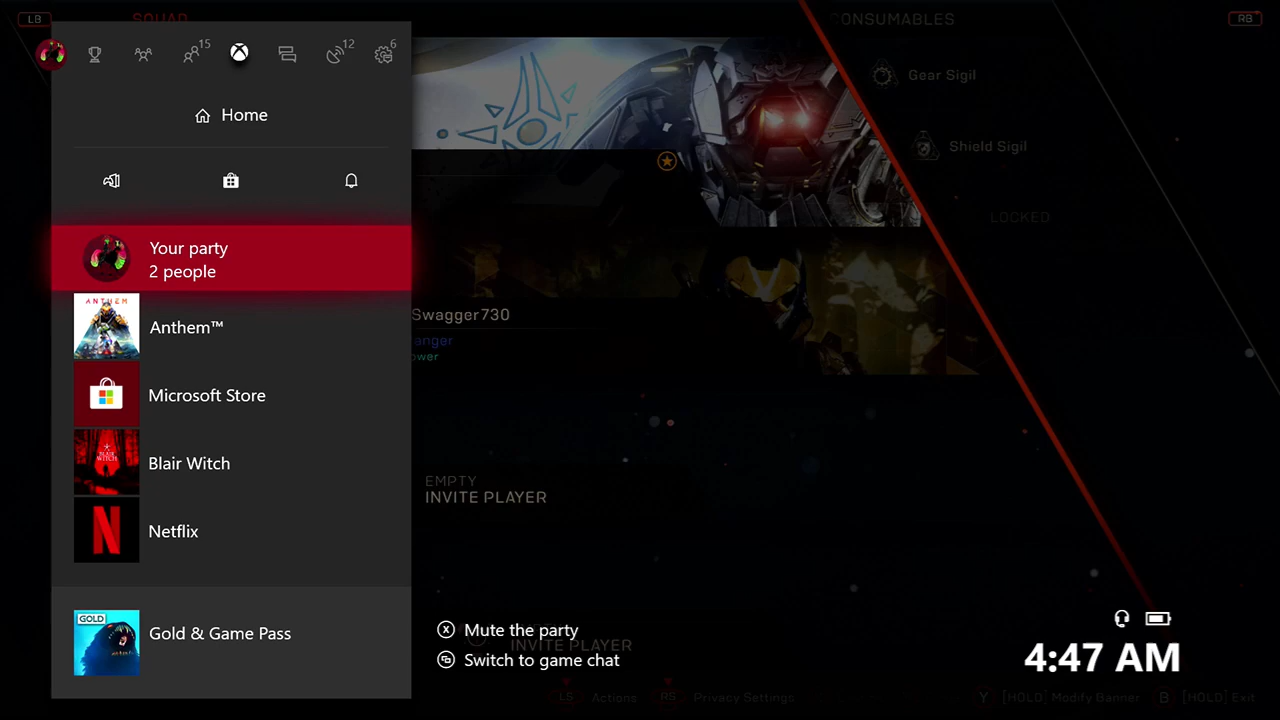 LB
SQUAD
CONSUMABLES
RB
15
12
6
Home
Gear Sigil
Shield Sigil
LOCKED
Your party
2 people
ANTHEM
Anthem™
Swagger730
anger
ower
Microsoft Store
BLAIR
WITCH
Blair Witch
EMPTY
INVITE PLAYER
N
Netflix
GOLD
Gold & Game Pass
X Mute the party
INVITE PLAYER
Switch to game chat
4:47 AM
LS Actions RS Privacy Settings Y [HOLD] Modify Banner B [HOLD] Exit